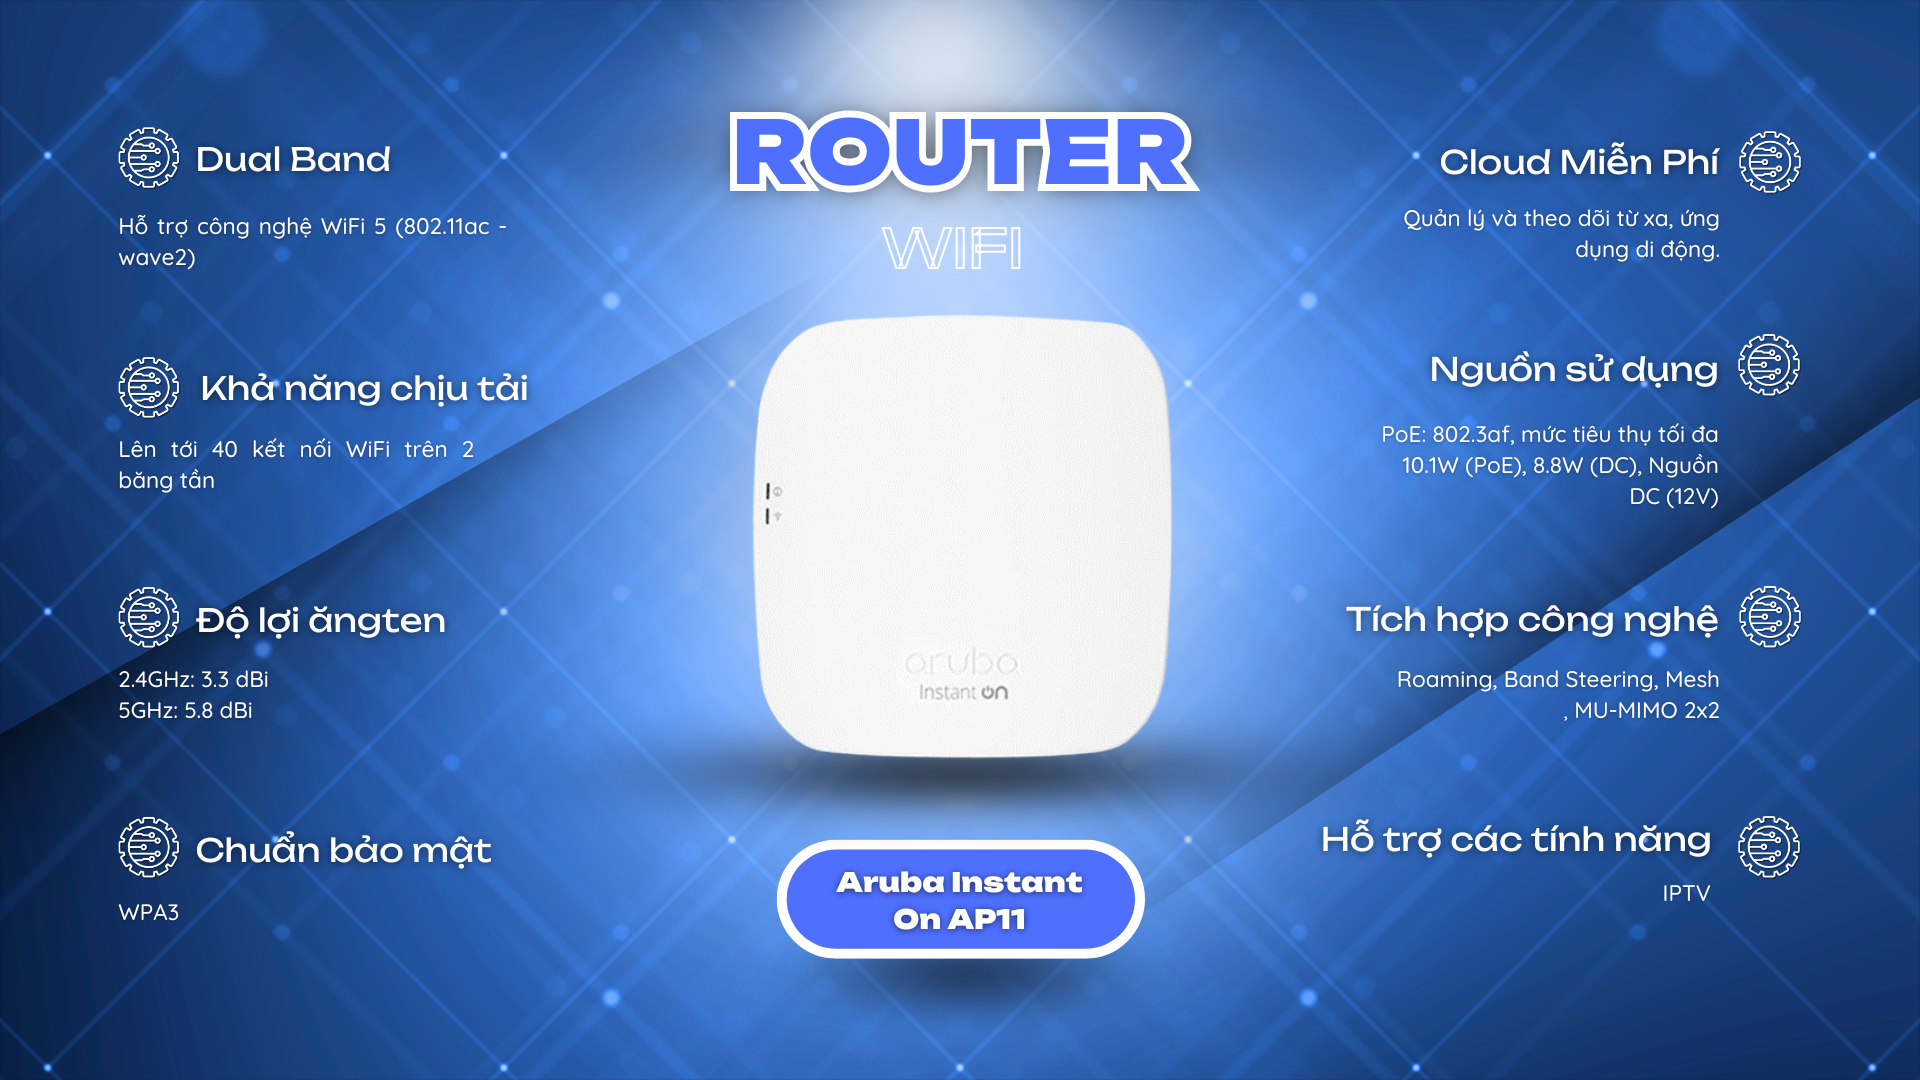 ROUTER
WIFI
Dual Band
Hỗ trợ công nghệ WiFi 5 (802.11ac -
wave2)
Khả năng chịu tải
Lên tới 40 kết nối WiFi trên 2
băng tần
Độ lợi ăngten
2.4GHz: 3.3 dBi
5GHz: 5.8 dBi
Chuẩn bảo mật
WPA3
aruba
Instant on
Aruba Instant
On AP11
Cloud Miễn Phí
Quản lý và theo dõi từ xa, ứng
dụng di động.
Nguồn sử dụng
PoE: 802.3af, mức tiêu thụ tối đa
10.1W (PoE), 8.8W (DC), Nguồn
DC (12V)
Tích hợp công nghệ
Roaming, Band Steering, Mesh
, MU-MIMO 2x2
Hỗ trợ các tính năng
IPTV